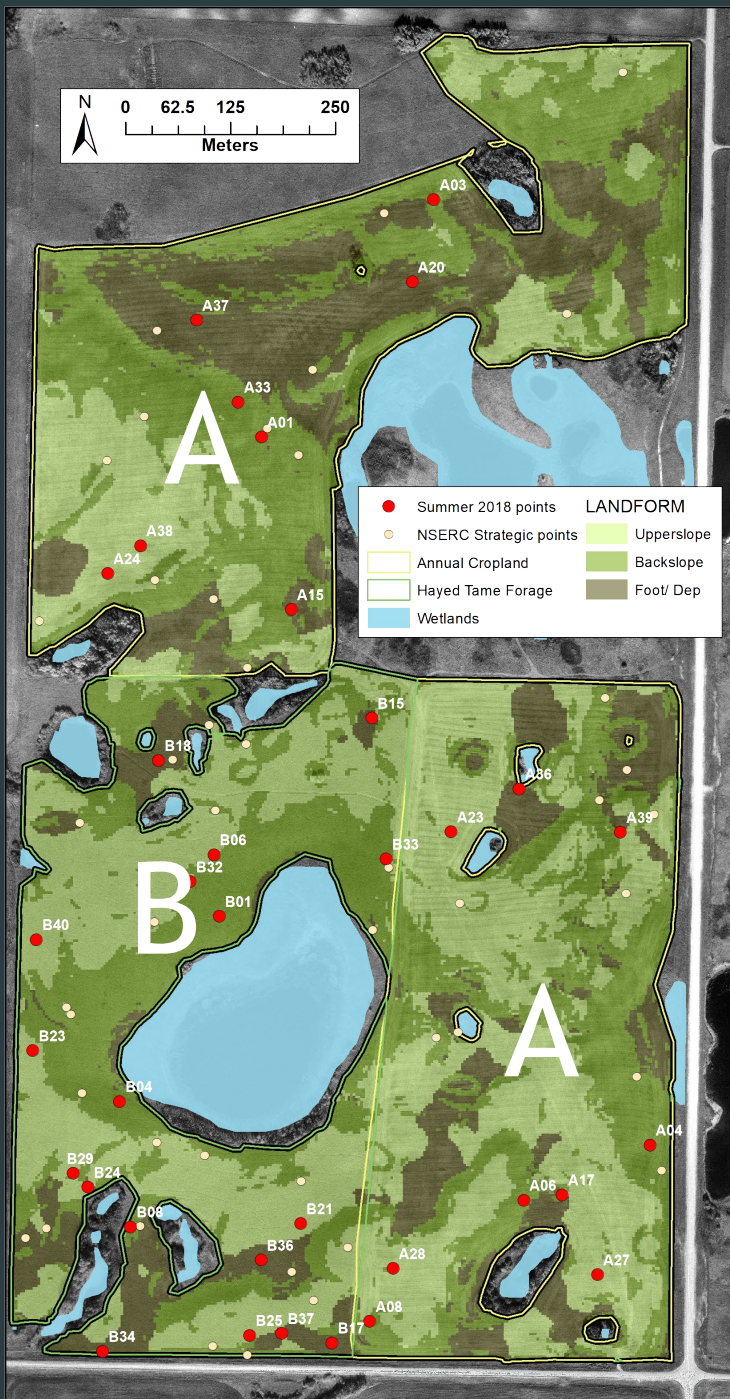 N
0 62.5 125 250
Meters
A03
A20
A37
A33
A01
A
A38
A24
A15
Summer 2018 points
NSERC Strategic points
Annual Cropland
Hayed Tame Forage
Wetlands
LANDFORM
Upperslope
Backslope
Foot/ Dep
B15
B18
A36
A23
A39
B06
B33
B32
B
B01
B40
A
B23
B04
A04
B29
B24
A17
A06
B08
B21
B36
A28
A27
A08
B25
B37
B17
B34